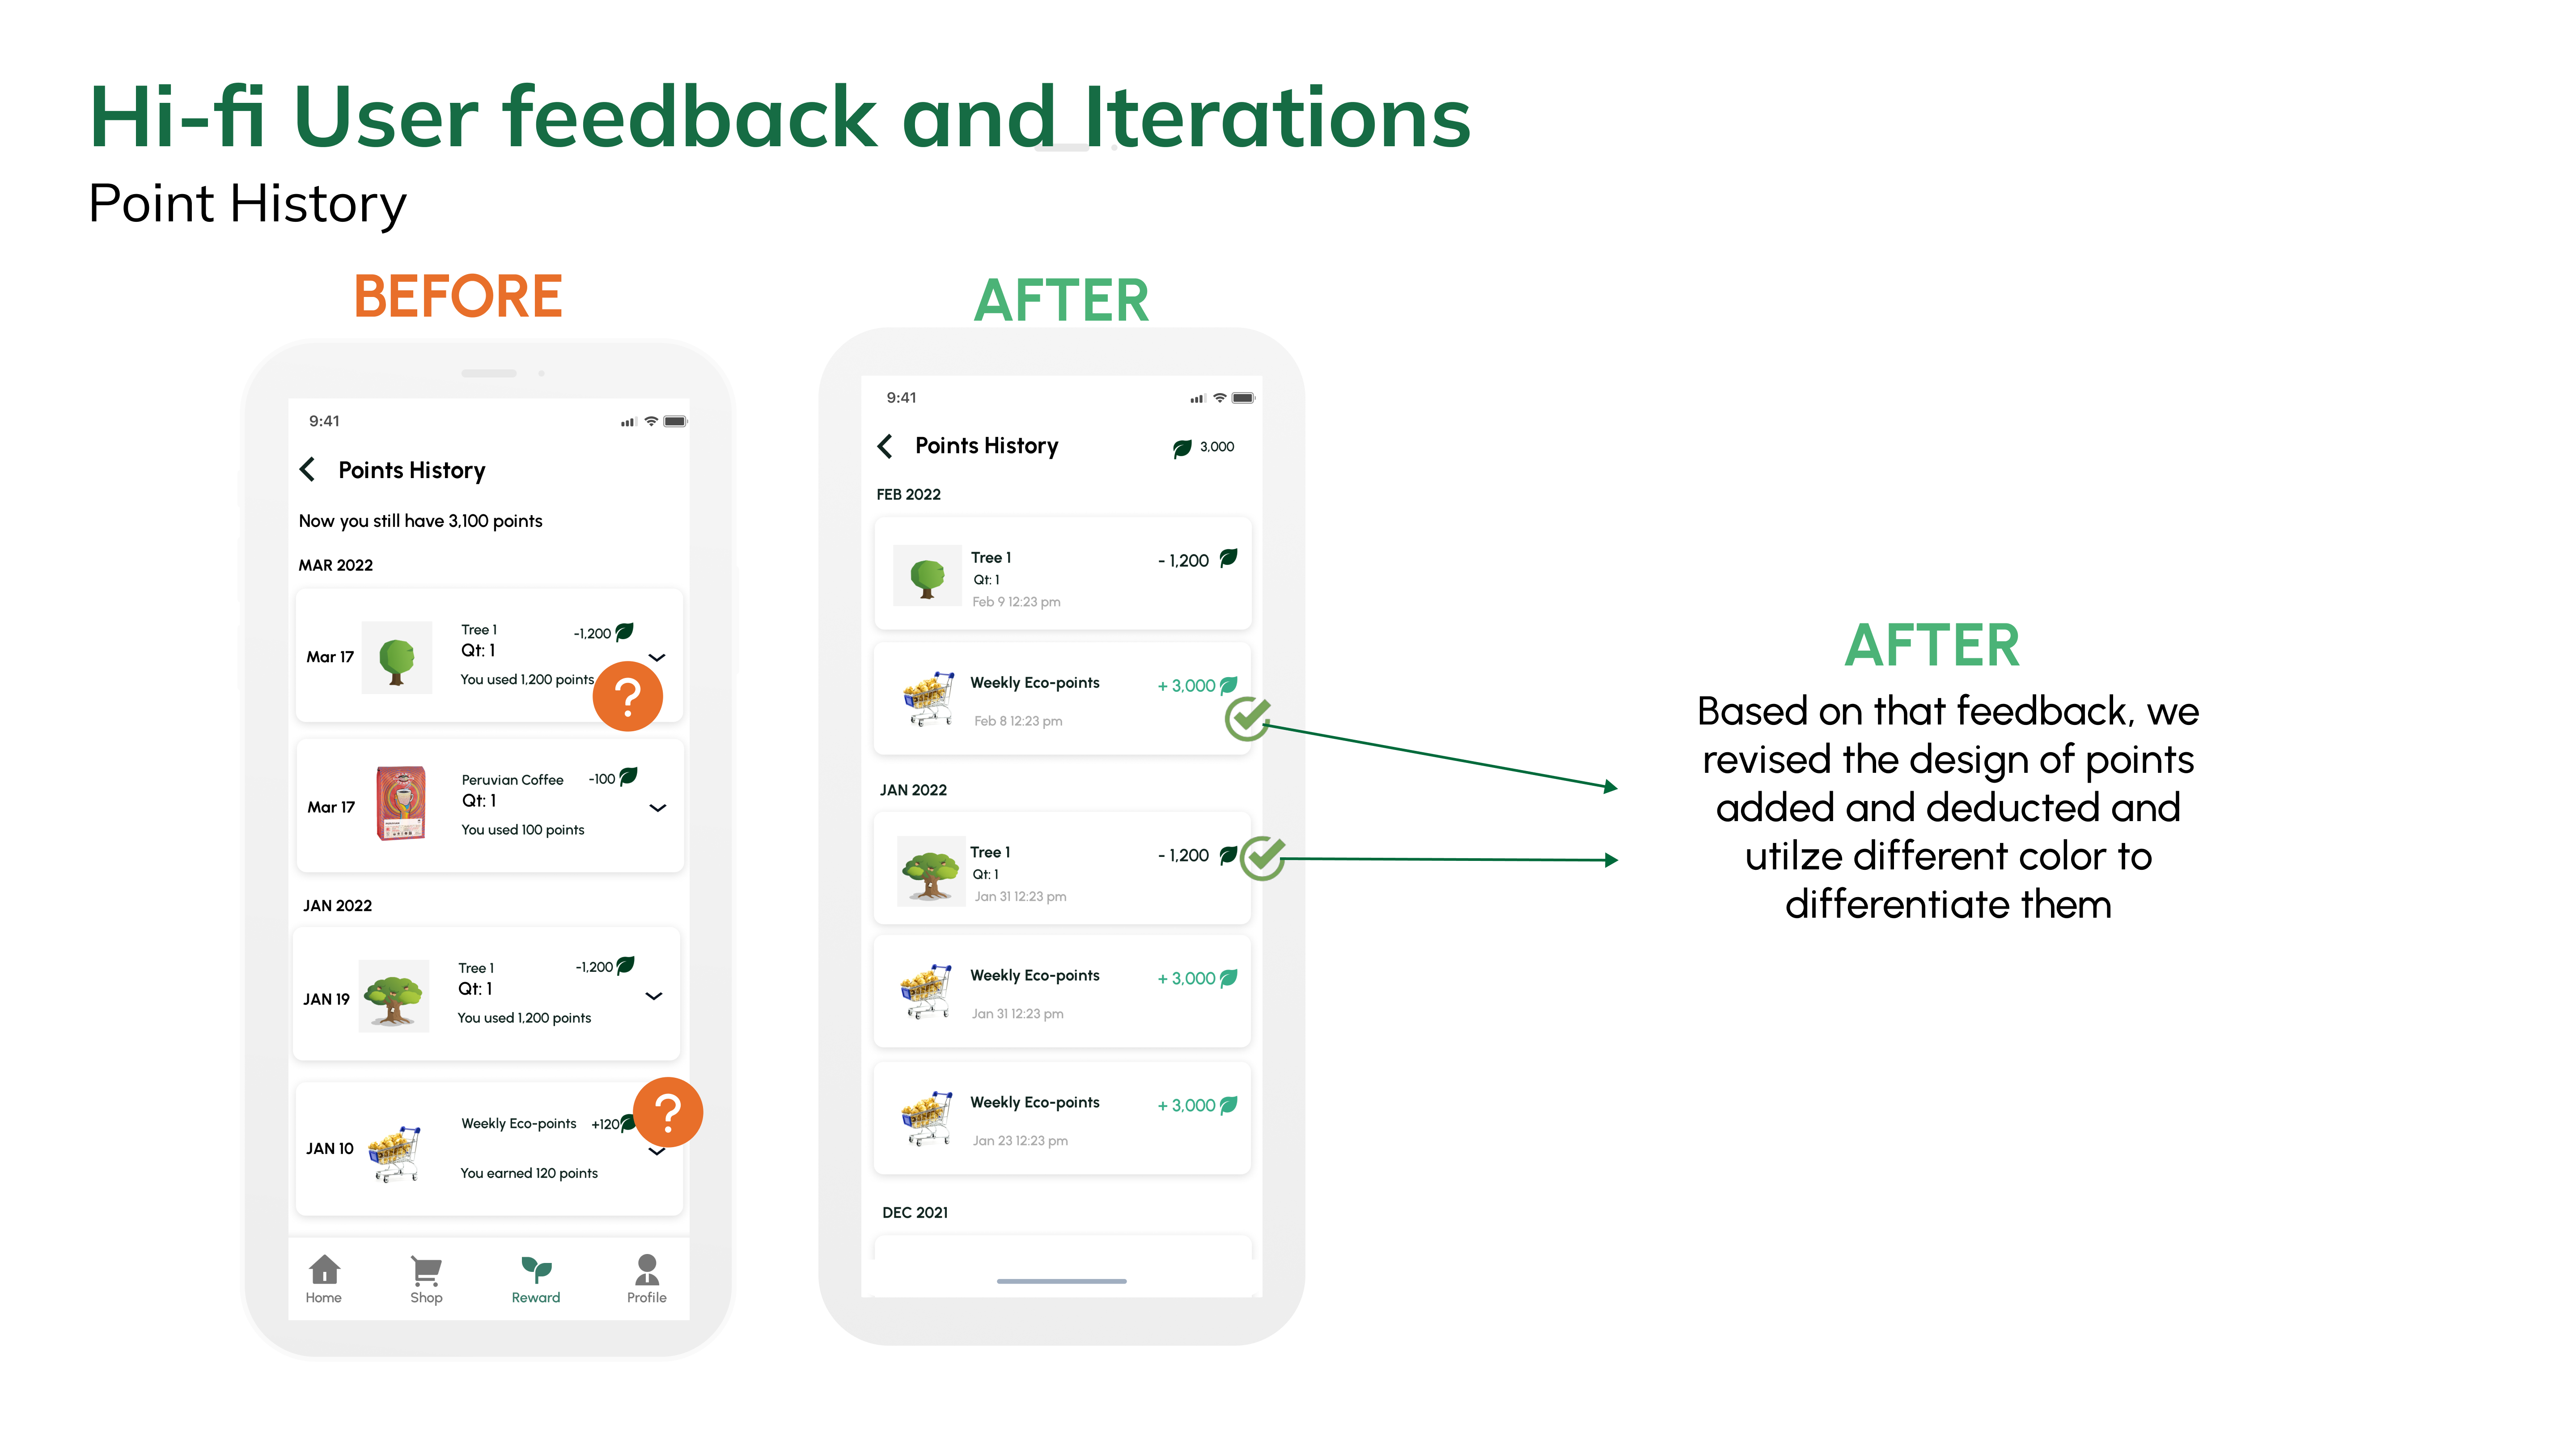 Hi-fi User feedback and Iterations
Point History
BEFORE
9:41
Points History
Now you still have 3,100 points
MAR 2022
Mar 17
Tree 1
-1,200
Qt: 1
You used 1,200 points
?
Mar 17
Peruvian Coffee
-100
Qt: 1
You used 100 points
JAN 2022
JAN 19
Tree 1
-1,200
Qt: 1
You used 1,200 points
JAN 10
Weekly Eco-points
+120
?
You earned 120 points
Home
Shop
Reward
Profile
AFTER
9:41
Points History
3,000
FEB 2022
Tree 1
- 1,200
Qt: 1
Feb 9 12:23 pm
Weekly Eco-points
+ 3,000
Feb 8 12:23 pm
JAN 2022
Tree 1
- 1,200
Qt: 1
Jan 31 12:23 pm
Weekly Eco-points
+ 3,000
Jan 31 12:23 pm
Weekly Eco-points
+ 3,000
Jan 23 12:23 pm
DEC 2021
AFTER
Based on that feedback, we
revised the design of points
added and deducted and
utilze different color to
differentiate them